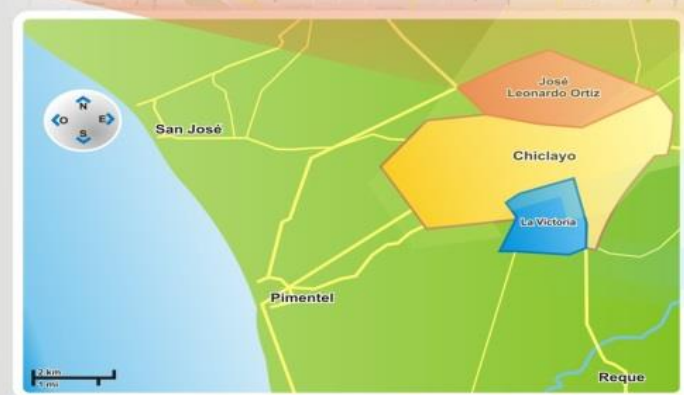 José
Leonardo Ortiz
N
O E
S
San José
Chiclayo
La Victoria
Pimentel
Reque
2 km
1 mi